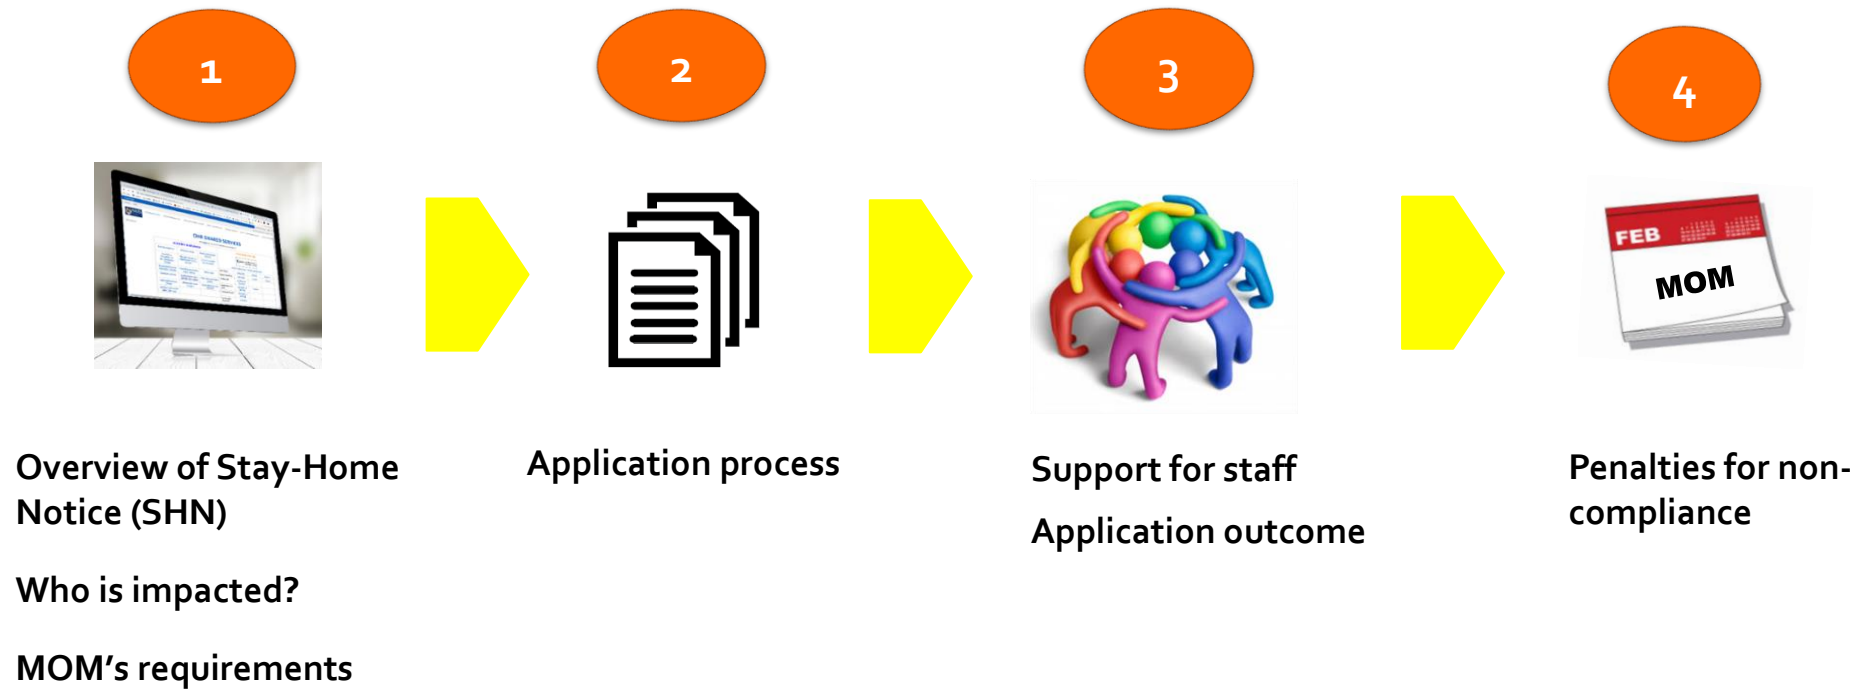 1
2
3
4
FEB
MOM
Overview of Stay-Home
Notice (SHN)
Who is impacted?
MOM’s requirements
Application process
Support for staff
Application outcome
Penalties for non-
compliance